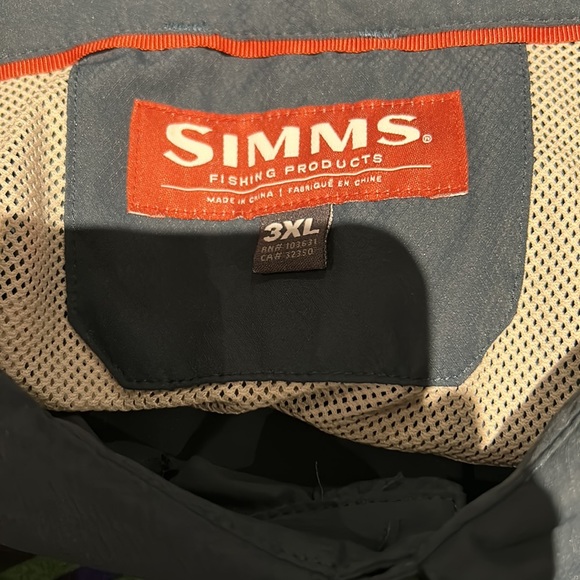 SIMMS®
FISHING PRODUCTS
MADE IN CHINA | FABRIQUÉ EN CHINE
3XL
RN# 103631
CA# 32350